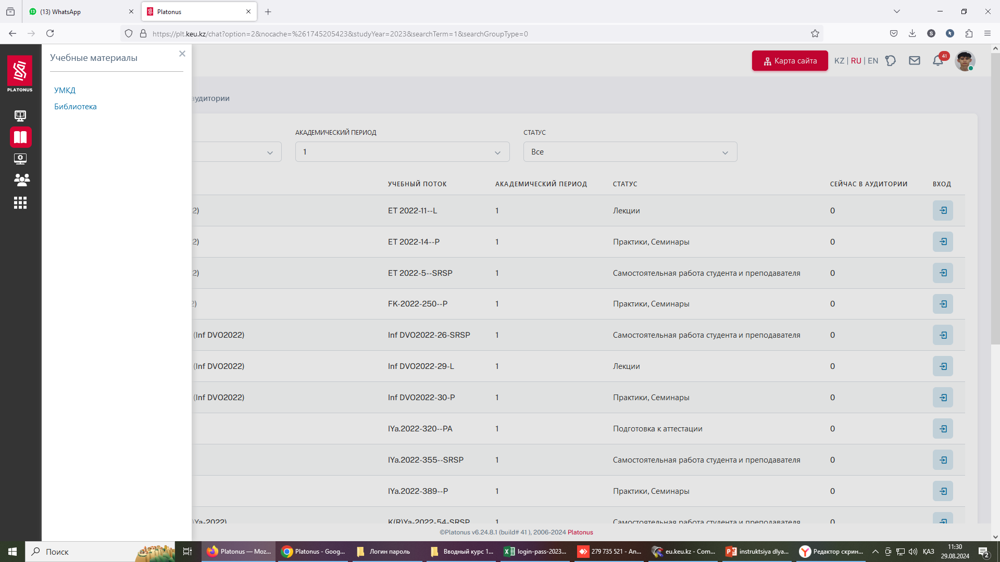 (13) WhatsApp
Platonus
https://plt.keu.kz/chat?option=2&nocache=%261745205423&studyYear=2023&searchTerm=1&searchGroupType=0
Учебные материалы
УМКД
Библиотека
PLATONUS
Карта сайта
KZ | RU | EN
41
аудитории
АКАДЕМИЧЕСКИЙ ПЕРИОД
СТАТУС
1
Все
УЧЕБНЫЙ ПОТОК АКАДЕМИЧЕСКИЙ ПЕРИОД СТАТУС СЕЙЧАС В АУДИТОРИИ ВХОД
2) ET 2022-11--L 1 Лекции 0
2) ET 2022-14--P 1 Практики, Семинары 0
2) ET 2022-5--SRSP 1 Самостоятельная работа студента и преподавателя 0
2) FK-2022-250--P 1 Практики, Семинары 0
(Inf DVO2022) Inf DVO2022-26-SRSP 1 Самостоятельная работа студента и преподавателя 0
(Inf DVO2022) Inf DVO2022-29-L 1 Лекции 0
(Inf DVO2022) Inf DVO2022-30-P 1 Практики, Семинары 0
IYa.2022-320--PA 1 Подготовка к аттестации 0
IYa.2022-355--SRSP 1 Самостоятельная работа студента и преподавателя 0
IYa.2022-389--P 1 Практики, Семинары 0
)Ya-2022) K(R)Ya-2022-54-SRSP 1 Самостоятельная работа студента и преподавателя 0
©Platonus v6.24.8.1 (build# 41 ), 2006-2024 Platonus
Поиск
Platonus — Moz...
Platonus - Goog...
Логин пароль
Вводный курс 1...
login-pass-2023...
279 735 521 - An...
eu.keu.kz - Com...
instruktsiya dlya...
Редактор скрин...
ҚАЗ
11:30
29.08.2024
2